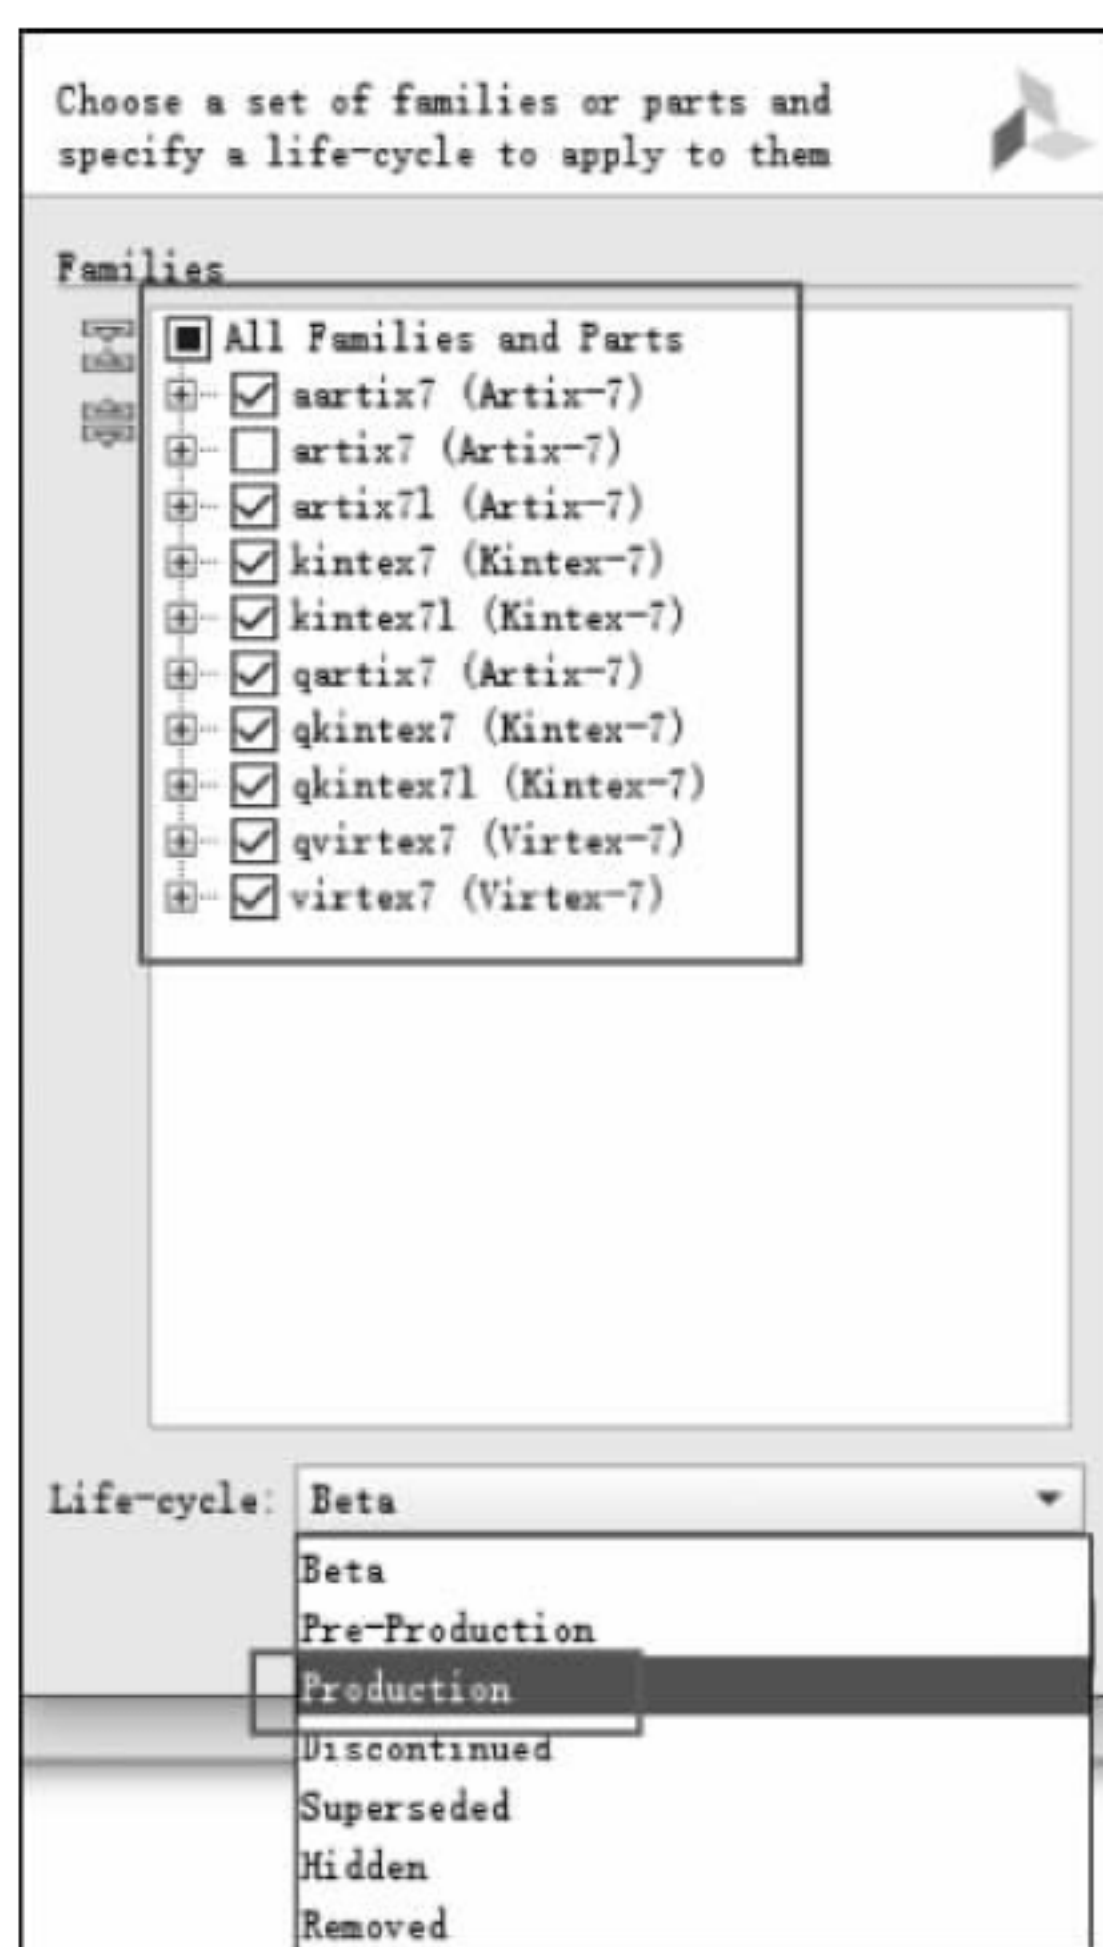 Choose a set of families or parts and
specify a life-cycle to apply to them
Families
All Families and Parts
aartix7 (Artix-7)
artix7 (Artix-7)
artix7l (Artix-7)
kintex7 (Kintex-7)
kintex7l (Kintex-7)
qartix7 (Artix-7)
qkintex7 (Kintex-7)
qkintex7l (Kintex-7)
qvirtex7 (Virtex-7)
virtex7 (Virtex-7)
Life-cycle: Beta
Beta
Pre-Production
Production
Discontinued
Superseded
Hidden
Removed